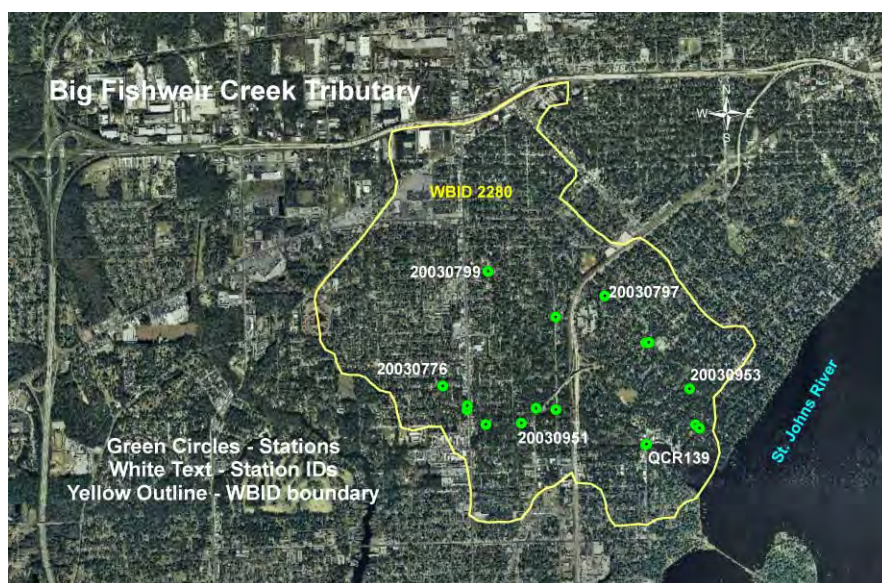 Big Fishweir Creek Tributary
N
W E
S
WBID 2280
20030799
20030797
20030776
20030953
20030951
QCR139
St. Johns River
Green Circles - Stations
White Text - Station IDs
Yellow Outline - WBID boundary